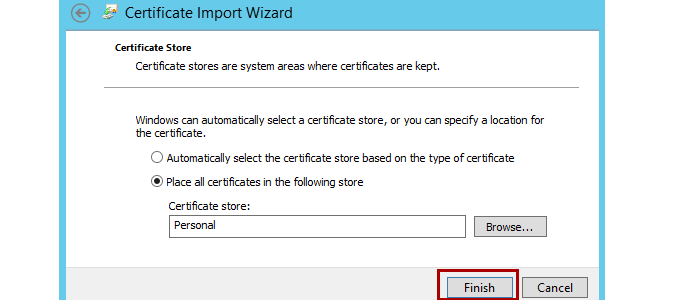 Certificate Import Wizard
Certificate Store
Certificate stores are system areas where certificates are kept.
Windows can automatically select a certificate store, or you can specify a location for
the certificate.
Automatically select the certificate store based on the type of certificate
Place all certificates in the following store
Certificate store:
Personal
Browse...
Finish
Cancel